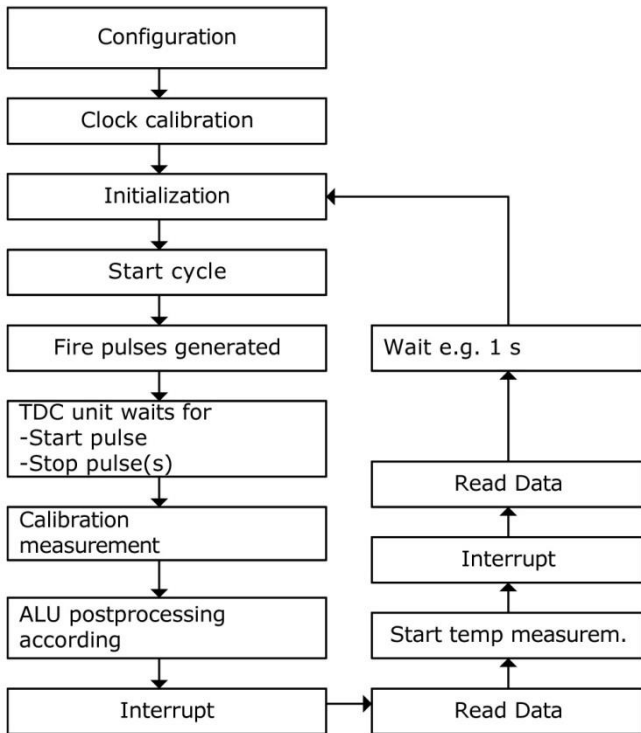 Configuration
Clock calibration
Initialization
Start cycle
Fire pulses generated
TDC unit waits for
-Start pulse
-Stop pulse(s)
Calibration
measurement
ALU postprocessing
according
Interrupt
Read Data
Start temp measurem.
Interrupt
Read Data
Wait e.g. 1 s